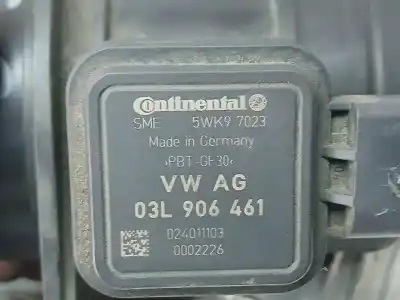 Continental
SME 5WK9 7023
Made in Germany
›PBT-GF30‹
VW AG
03L 906 461
024011103
0002226